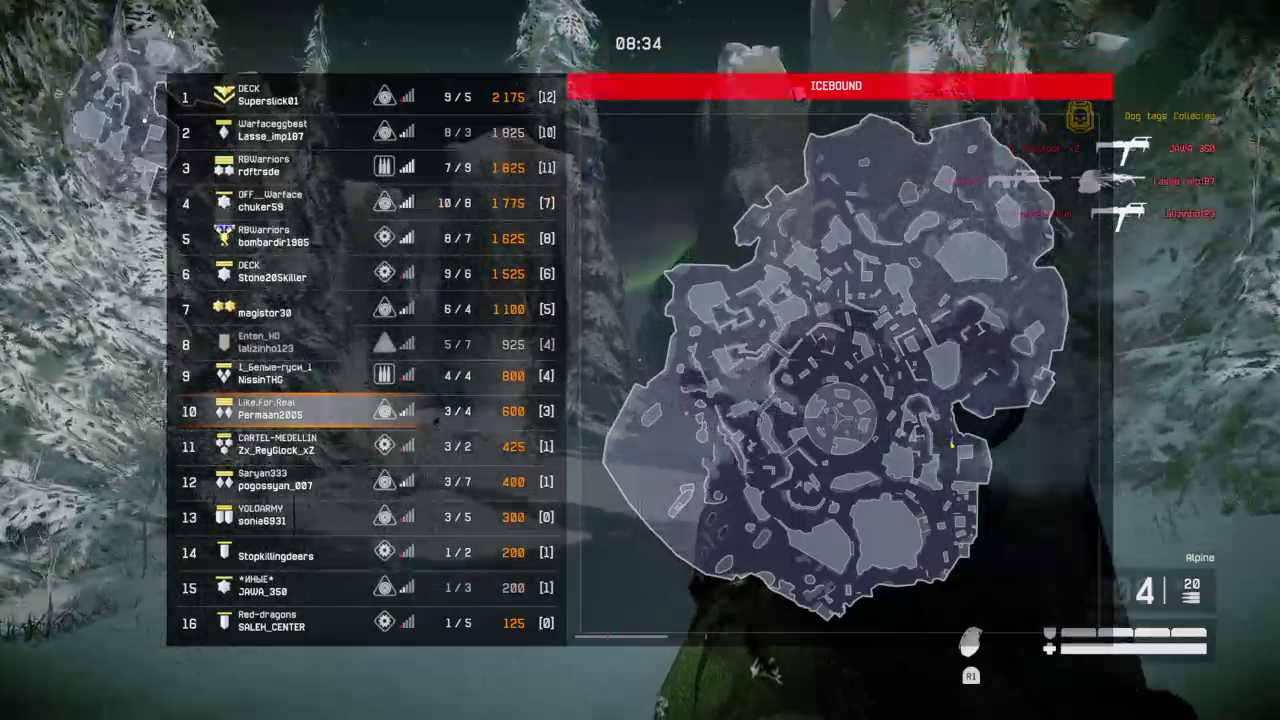 N
08:34
ICEBOUND
1 DECK
Superslick01 9 / 5 2 175 [12]
2 Warfaceggbest
Lasse_imp187 8 / 3 1 825 [10]
3 RBWarriors
rdftrsde 7 / 9 1 825 [11]
4 OFF__Warface
chuker59 10 / 8 1 775 [7]
5 RBWarriors
bombardir1985 8 / 7 1 625 [8]
6 DECK
Stone20Skiller 9 / 6 1 525 [6]
7 magistor30 6 / 4 1 100 [5]
8 Enten_HD
lalizinho123 5 / 7 925 [4]
9 1_Белые-гуси_1
NissinTHG 4 / 4 800 [4]
10 Like.for.Real
Permaan2005 3 / 4 600 [3]
11 CARTEL-MEDELLIN
Zx_ReyGlock_xZ 3 / 2 425 [1]
12 Saryan333
pogossyan_007 3 / 7 400 [1]
13 YOLOARMY
sonia6931 3 / 5 300 [0]
14 Stopkillingdeers 1 / 2 200 [1]
15 *ИНЫЕ*
JAWA_350 1 / 3 200 [1]
16 Red-dragons
SALEH_CENTER 1 / 5 125 [0]
Dog tags Collected
JAWA_350
Lasse_imp187
lalizinho123
Alpine
4 20
R1